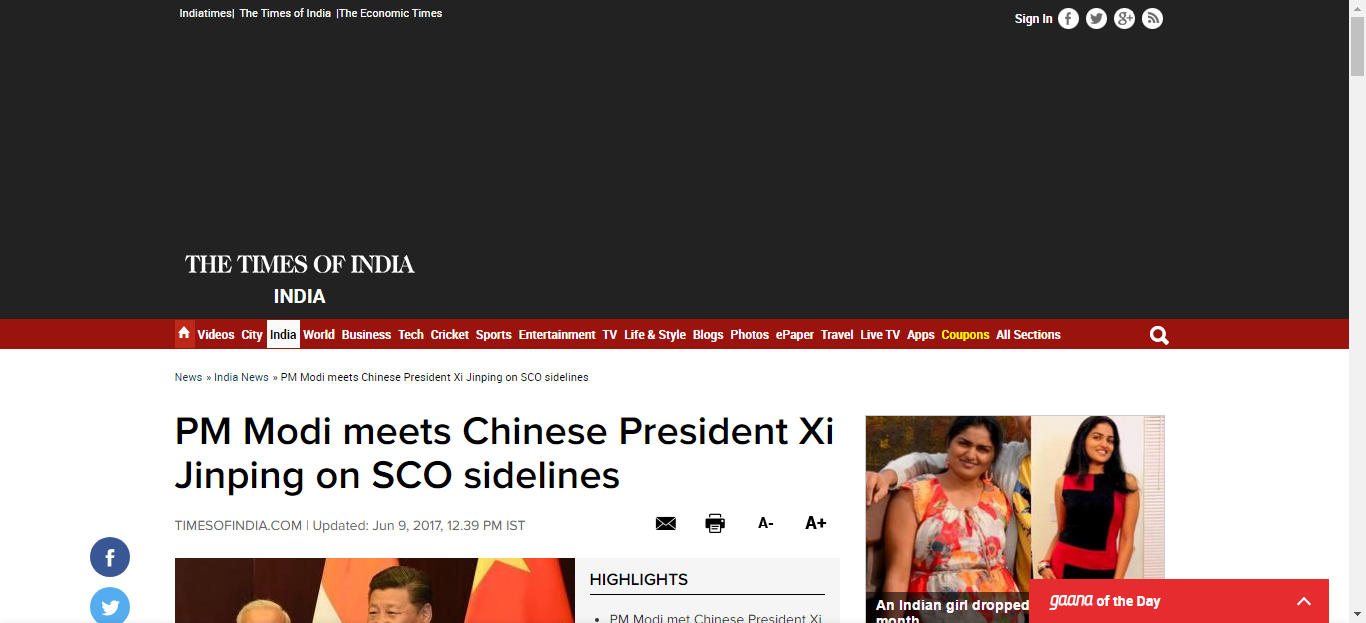 Indiatimes| The Times of India |The Economic Times
Sign In
THE TIMES OF INDIA
INDIA
Videos City India World Business Tech Cricket Sports Entertainment TV Life & Style Blogs Photos ePaper Travel Live TV Apps Coupons All Sections
News » India News » PM Modi meets Chinese President Xi Jinping on SCO sidelines
PM Modi meets Chinese President Xi
Jinping on SCO sidelines
TIMESOFINDIA.COM | Updated: Jun 9, 2017, 12.39 PM IST
A-
A+
HIGHLIGHTS
• PM Modi met Chinese President Xi
An Indian girl dropped
month
gaana of the Day